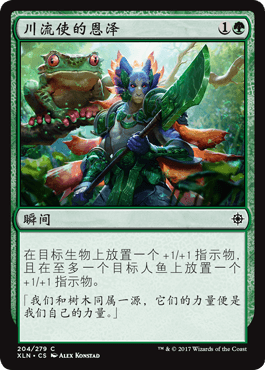 川流使的恩泽
1
瞬间
在目标生物上放置一个 +1/+1 指示物,
且在至多一个目标人鱼上放置一个
+1/+1 指示物。
「我们和树木同属一源,它们的力量便是
我们自己的力量。」
204/279 C
XLN • CS ALEX KONSTAD
™ & © 2017 Wizards of the Coast